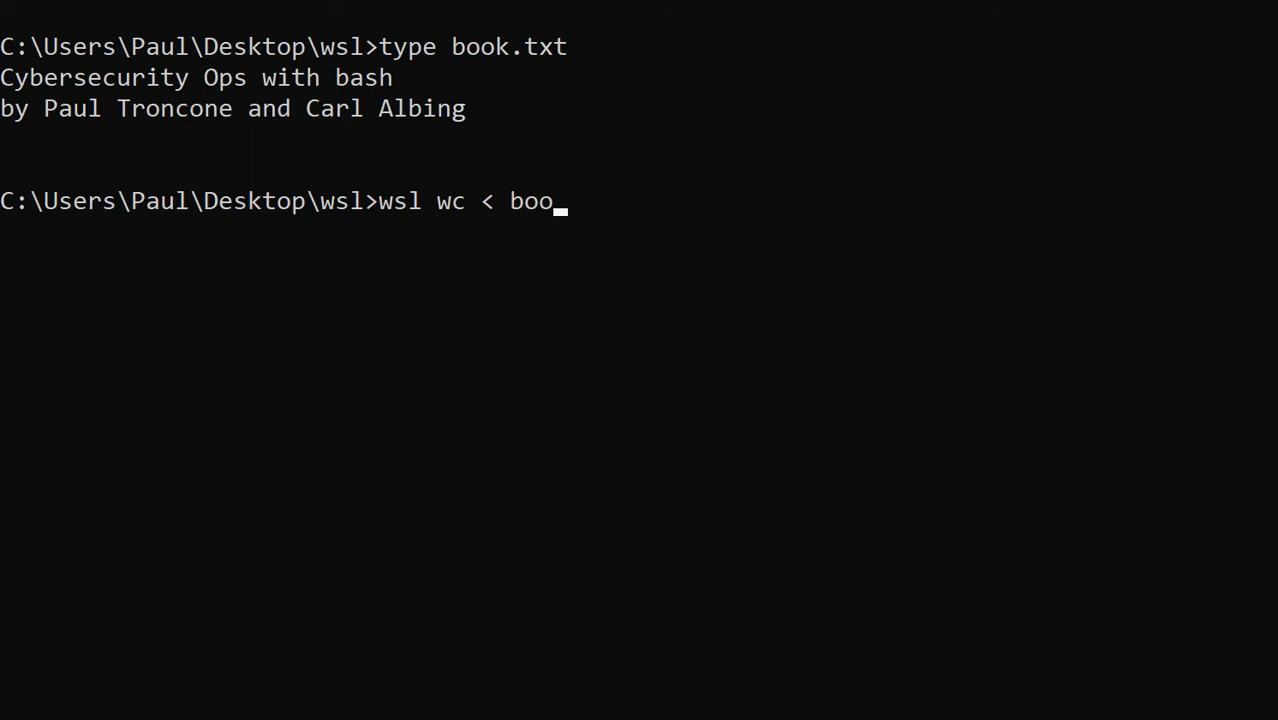 C:\Users\Paul\Desktop\wsl>type book.txt
Cybersecurity Ops with bash
by Paul Troncone and Carl Albing
C:\Users\Paul\Desktop\wsl>wsl wc < boo